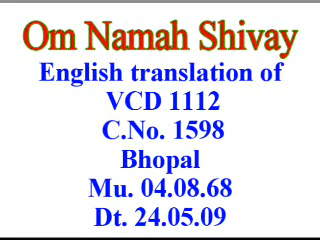 Om Namah Shivay
English translation of
VCD 1112
C.No. 1598
Bhopal
Mu. 04.08.68
Dt. 24.05.09